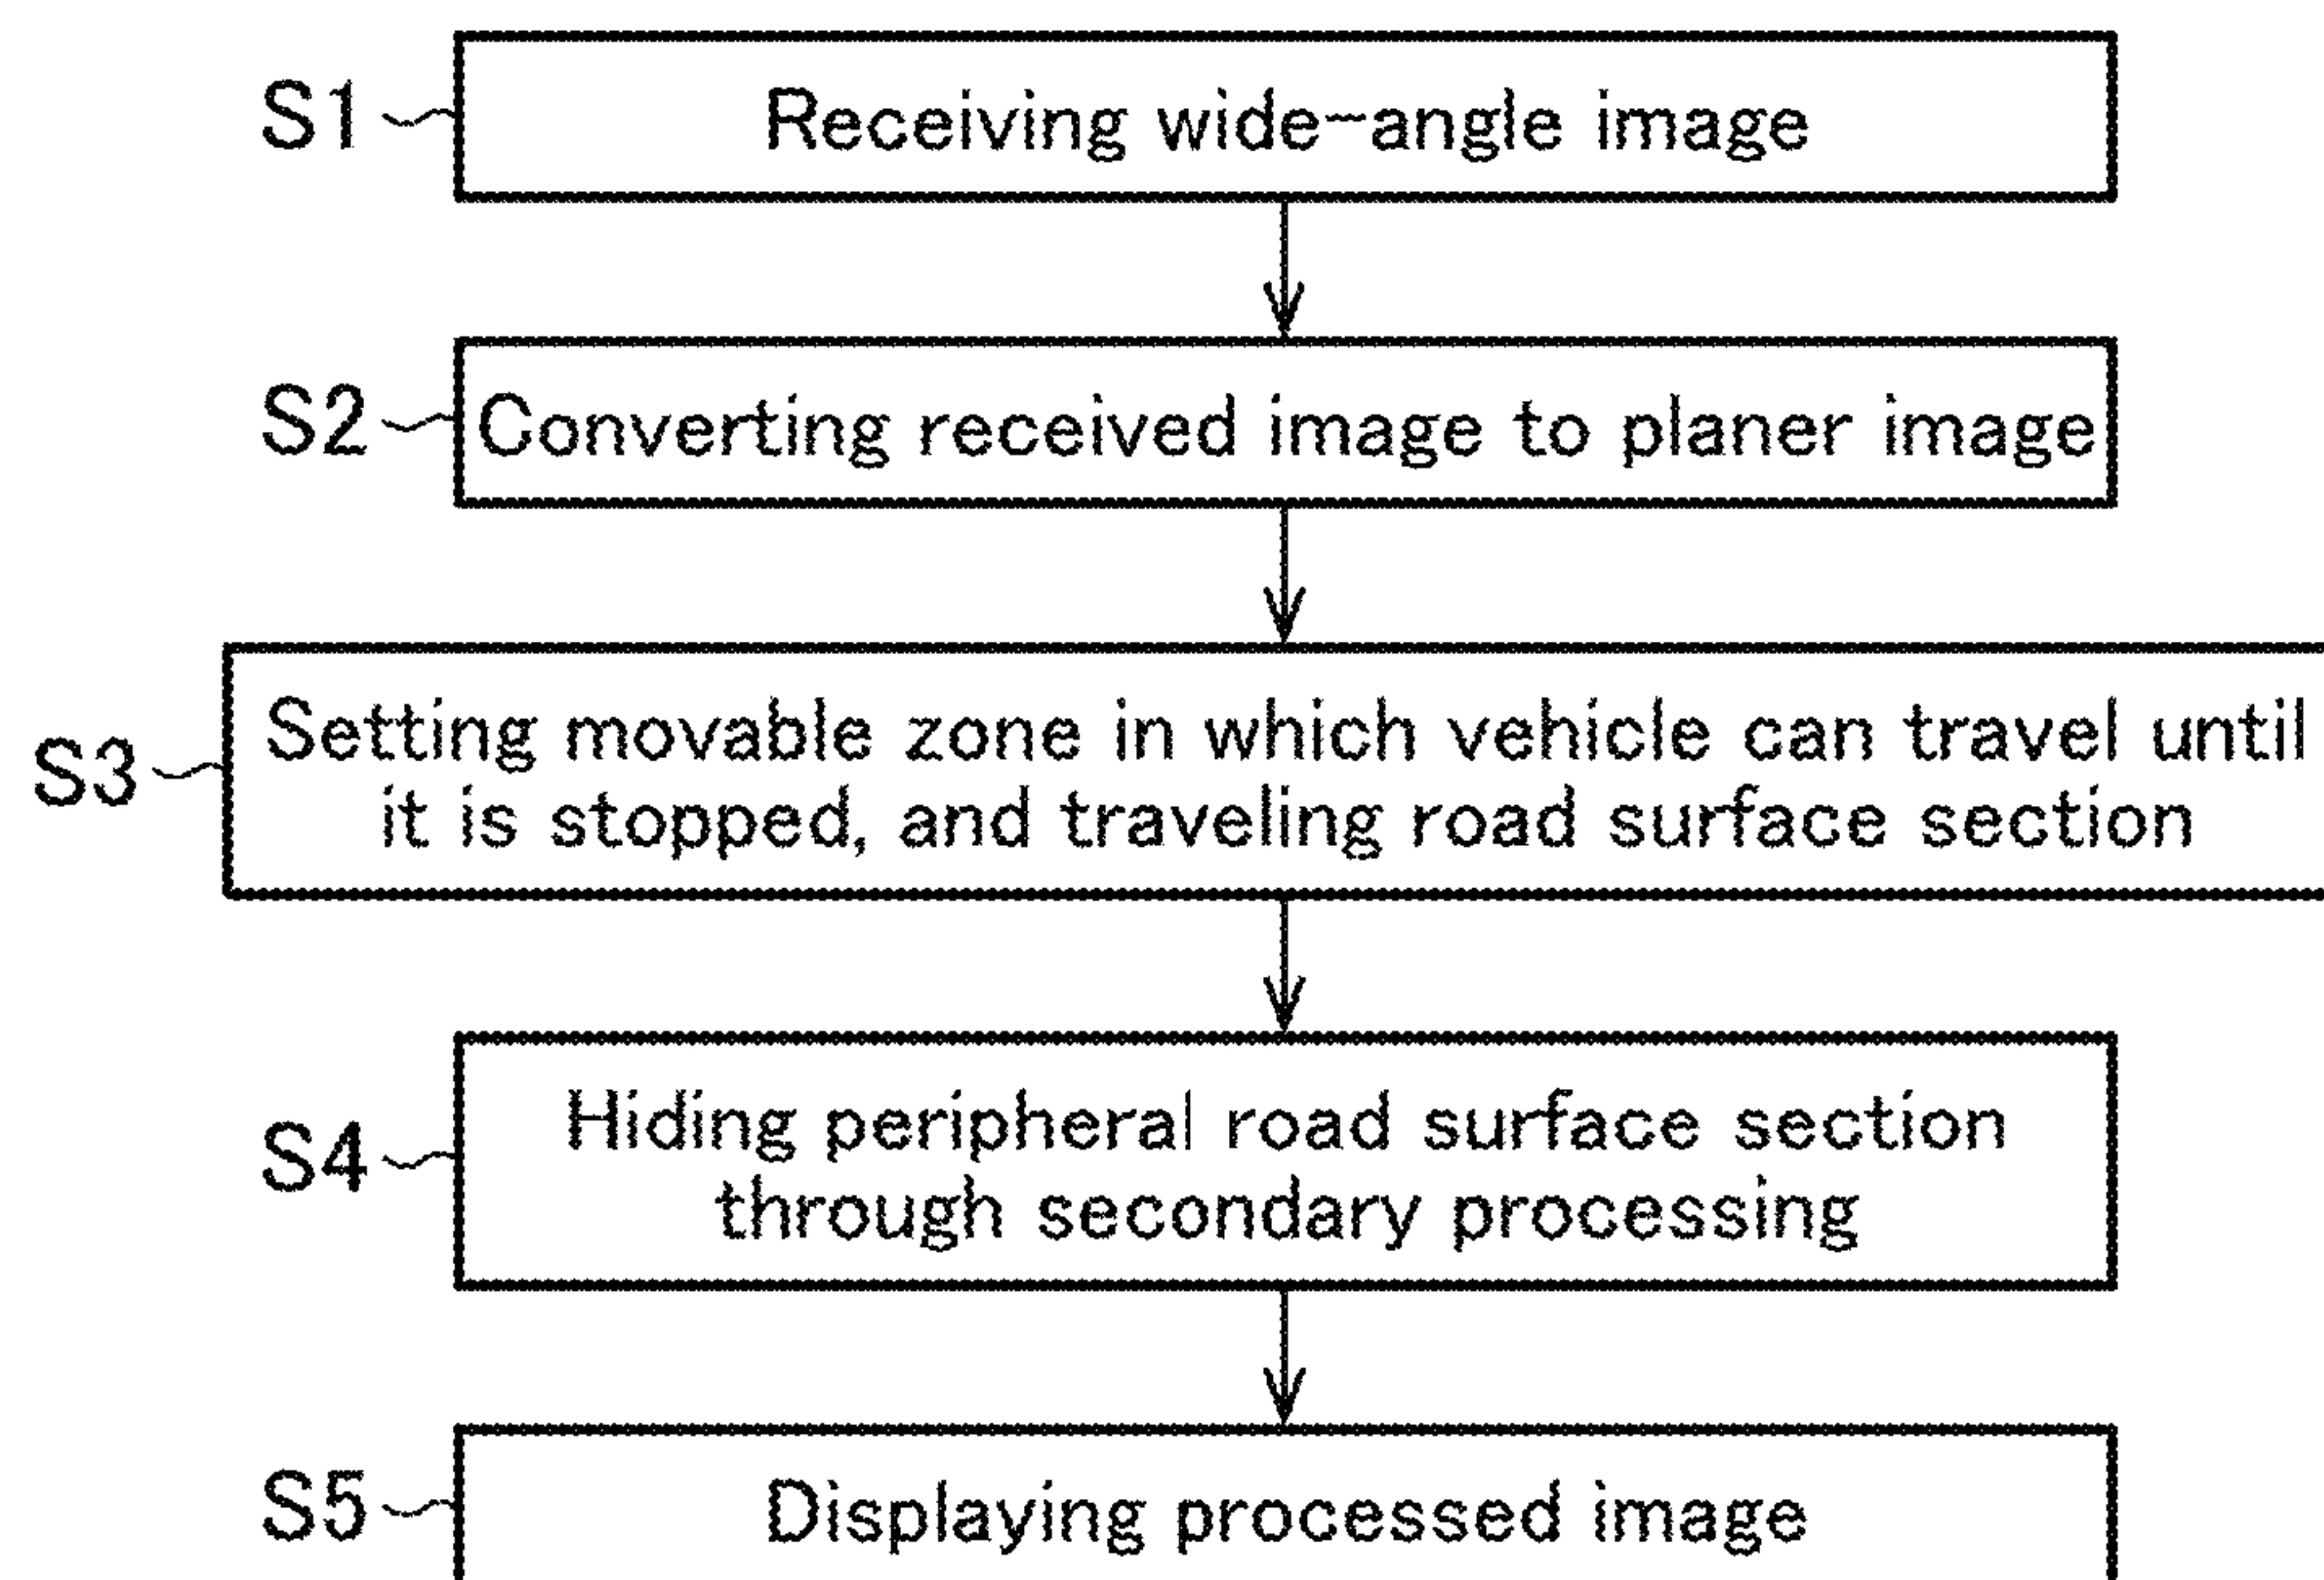 S1 Receiving wide-angle image
S2 Converting received image to planer image
S3 Setting movable zone in which vehicle can travel until
it is stopped, and traveling road surface section
S4 Hiding peripheral road surface section
through secondary processing
S5 Displaying processed image